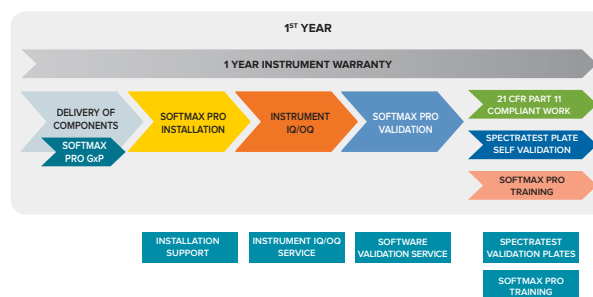 1ST YEAR
1 YEAR INSTRUMENT WARRANTY
DELIVERY OF
COMPONENTS
SOFTMAX
PRO GxP
SOFTMAX PRO
INSTALLATION
INSTRUMENT
IQ/OQ
SOFTMAX PRO
VALIDATION
21 CFR PART 11
COMPLIANT WORK
SPECTRATEST PLATE
SELF VALIDATION
SOFTMAX PRO
TRAINING
INSTALLATION
SUPPORT
INSTRUMENT IQ/OQ
SERVICE
SOFTWARE
VALIDATION SERVICE
SPECTRATEST
VALIDATION PLATES
SOFTMAX PRO
TRAINING